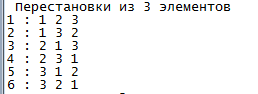 Перестановки из 3 элементов
1 : 1 2 3
2 : 1 3 2
3 : 2 1 3
4 : 2 3 1
5 : 3 1 2
6 : 3 2 1